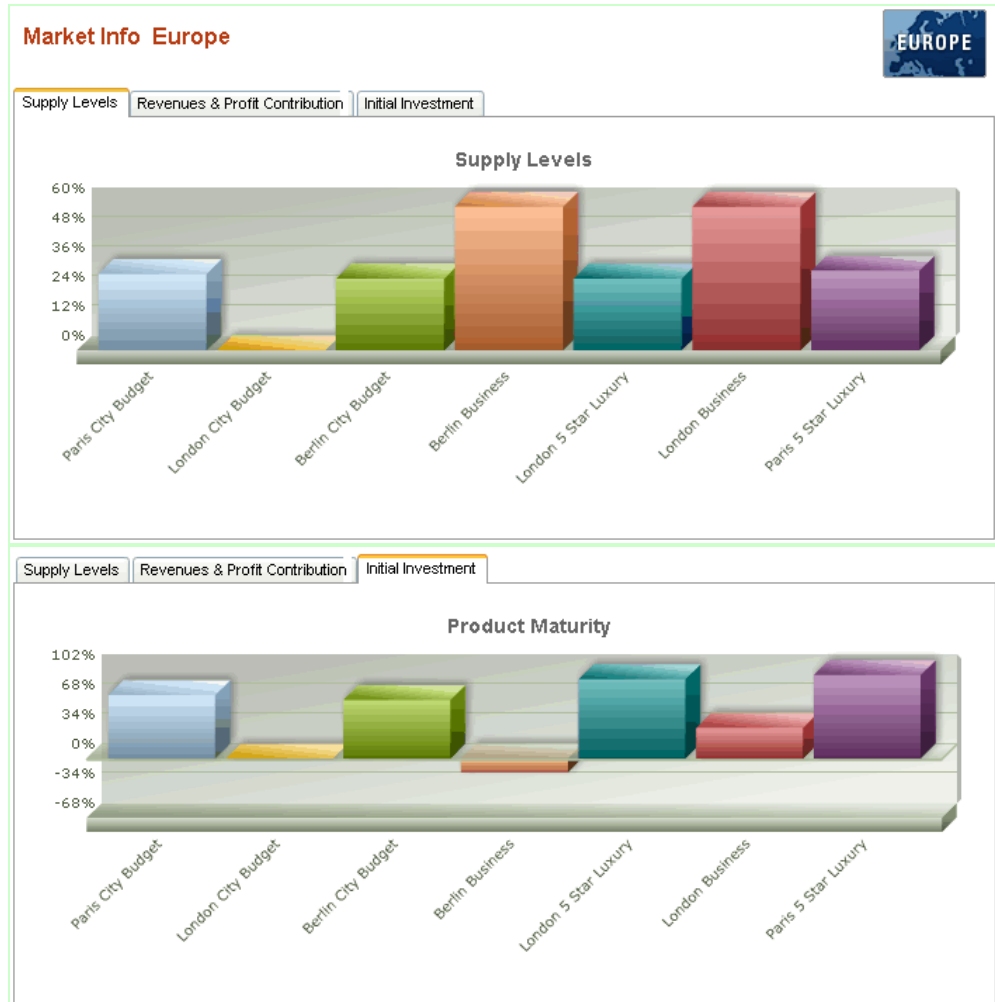 Market Info Europe
EUROPE
Supply Levels
Revenues & Profit Contribution
Initial Investment
Supply Levels
60%
48%
36%
24%
12%
0%
Paris City Budget
London City Budget
Berlin City Budget
Berlin Business
London 5 Star Luxury
London Business
Paris 5 Star Luxury
Supply Levels
Revenues & Profit Contribution
Initial Investment
Product Maturity
102%
68%
34%
0%
-34%
-68%
Paris City Budget
London City Budget
Berlin City Budget
Berlin Business
London 5 Star Luxury
London Business
Paris 5 Star Luxury